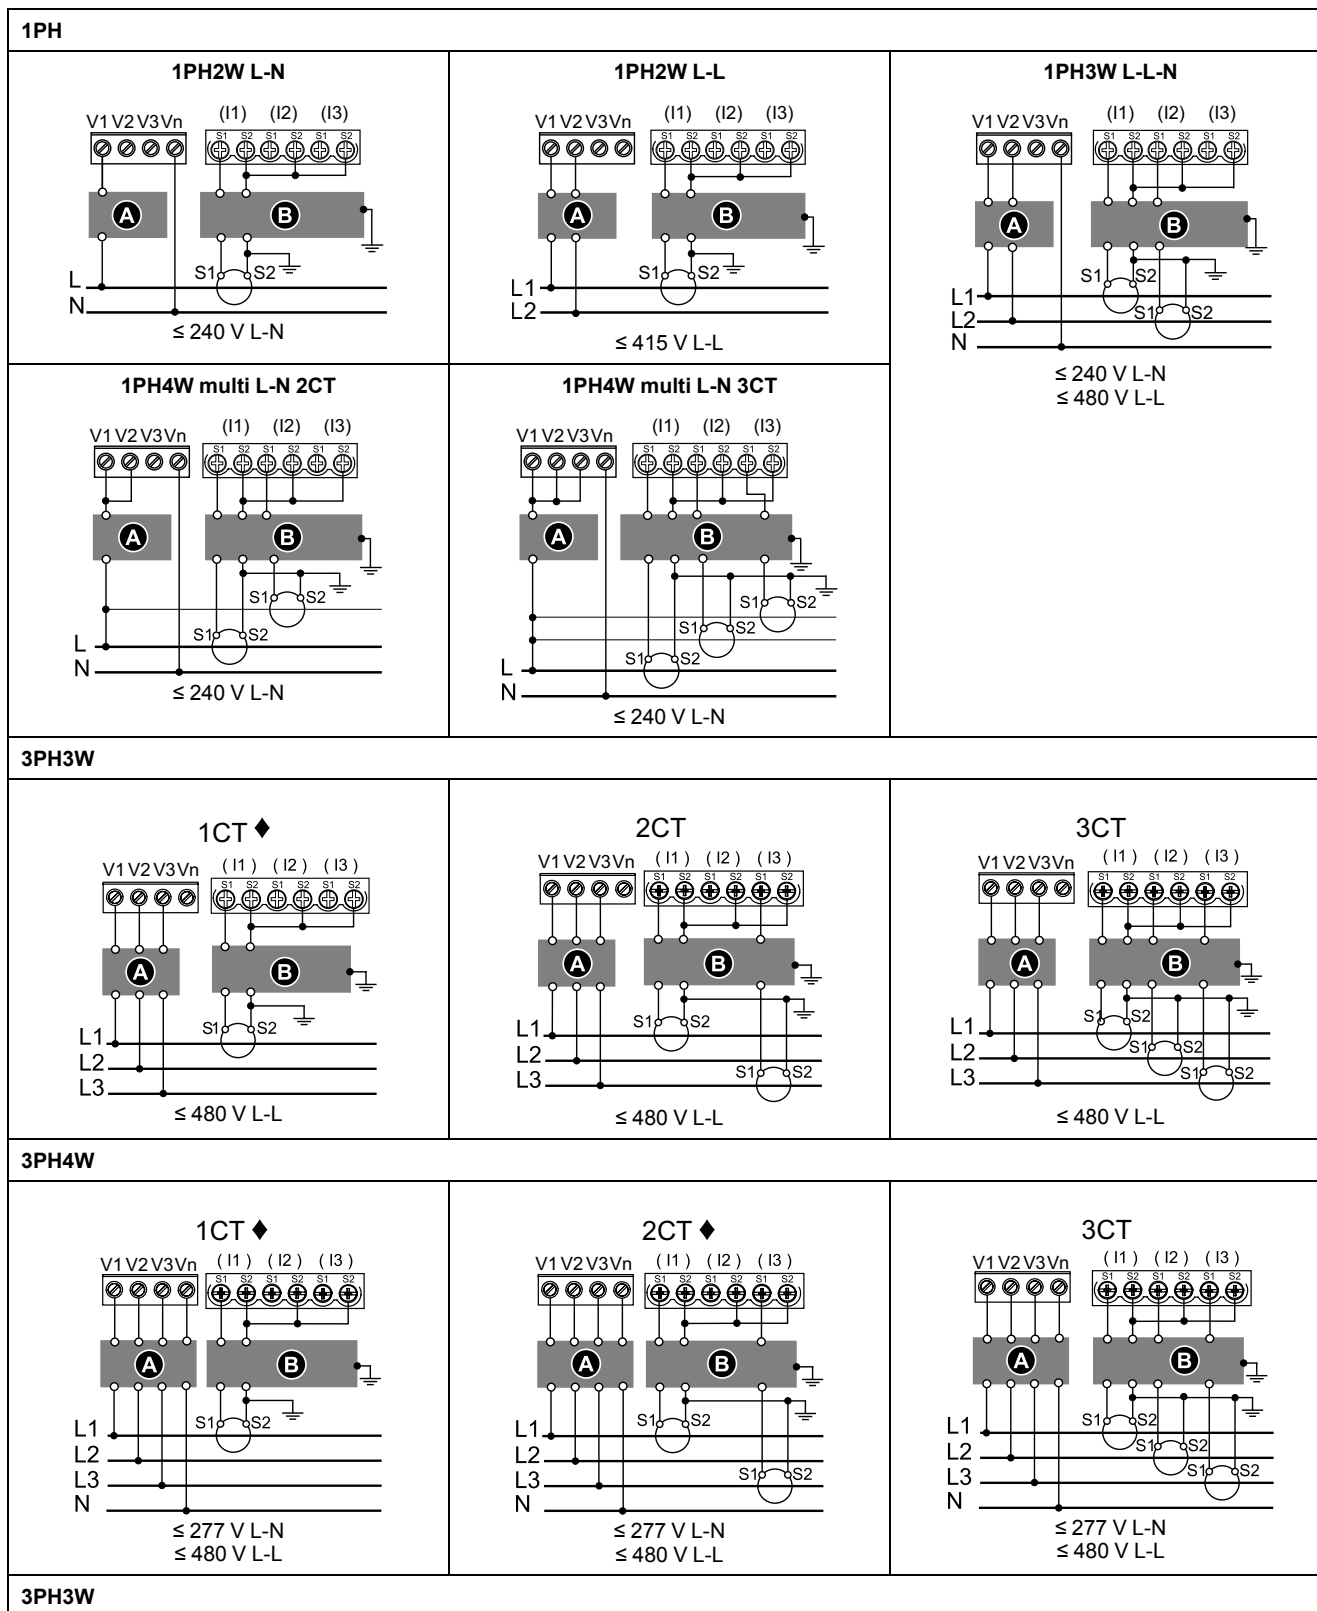 1PH
1PH2W L-N
V1 V2 V3 Vn (I1) (I2) (I3)
S1 S2 S1 S2 S1 S2
A B
S1 S2
L
N
≤ 240 V L-N
1PH2W L-L
V1 V2 V3 Vn (I1) (I2) (I3)
S1 S2 S1 S2 S1 S2
A B
S1 S2
L1
L2
≤ 415 V L-L
1PH3W L-L-N
V1 V2 V3 Vn (I1) (I2) (I3)
S1 S2 S1 S2 S1 S2
A B
S1 S2
L1
S1 S2
L2
N
≤ 240 V L-N
≤ 480 V L-L
1PH4W multi L-N 2CT
V1 V2 V3 Vn (I1) (I2) (I3)
S1 S2 S1 S2 S1 S2
A B
S1 S2
S1 S2
L
N
≤ 240 V L-N
1PH4W multi L-N 3CT
V1 V2 V3 Vn (I1) (I2) (I3)
S1 S2 S1 S2 S1 S2
A B
S1 S2
S1 S2
S1 S2
L
N
≤ 240 V L-N
3PH3W
1CT ♦
V1 V2 V3 Vn ( I1 ) ( I2 ) ( I3 )
S1 S2 S1 S2 S1 S2
A B
S1 S2
L1
L2
L3
≤ 480 V L-L
2CT
V1 V2 V3 Vn ( I1 ) ( I2 ) ( I3 )
S1 S2 S1 S2 S1 S2
A B
S1 S2
L1
L2
S1 S2
L3
≤ 480 V L-L
3CT
V1 V2 V3 Vn ( I1 ) ( I2 ) ( I3 )
S1 S2 S1 S2 S1 S2
A B
S1 S2
L1
S1 S2
L2
S1 S2
L3
≤ 480 V L-L
3PH4W
1CT ♦
V1 V2 V3 Vn ( I1 ) ( I2 ) ( I3 )
S1 S2 S1 S2 S1 S2
A B
S1 S2
L1
L2
L3
N
≤ 277 V L-N
≤ 480 V L-L
2CT ♦
V1 V2 V3 Vn ( I1 ) ( I2 ) ( I3 )
S1 S2 S1 S2 S1 S2
A B
S1 S2
L1
L2
S1 S2
L3
N
≤ 277 V L-N
≤ 480 V L-L
3CT
V1 V2 V3 Vn ( I1 ) ( I2 ) ( I3 )
S1 S2 S1 S2 S1 S2
A B
S1 S2
L1
S1 S2
L2
S1 S2
L3
N
≤ 277 V L-N
≤ 480 V L-L
3PH3W